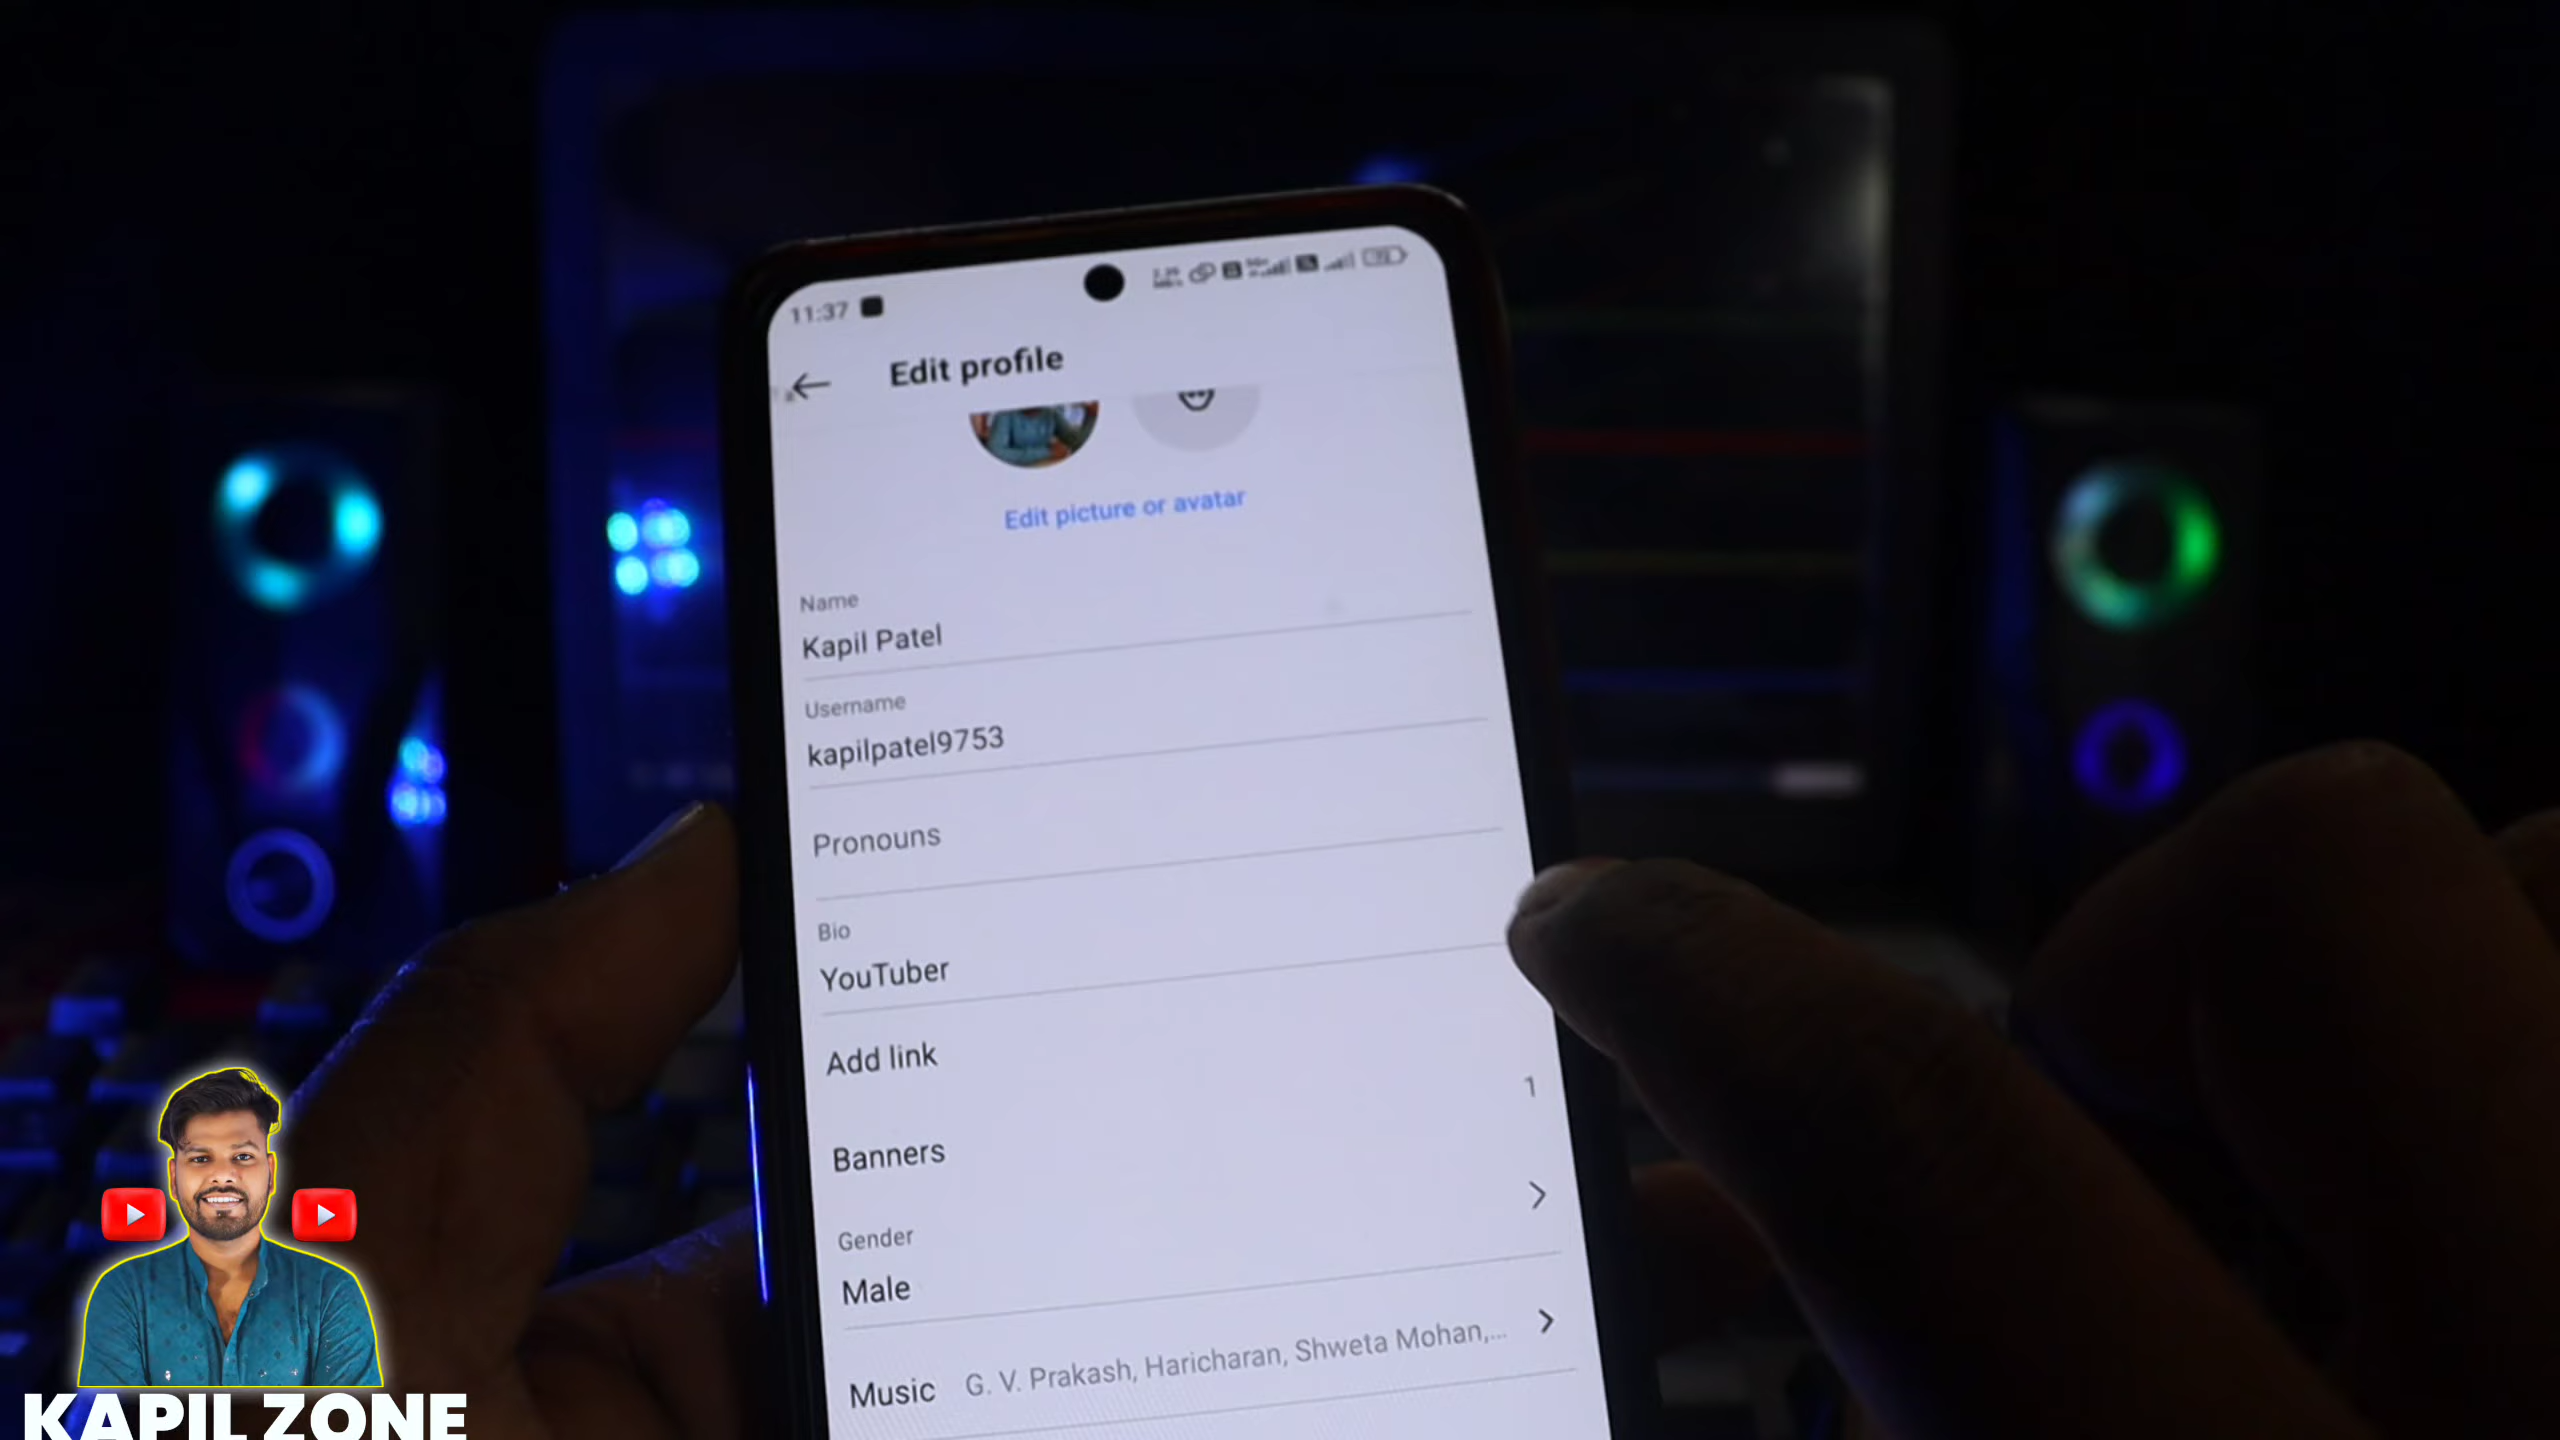 11:37
Edit profile
Edit picture or avatar
Name
Kapil Patel
Username
kapilpatel9753
Pronouns
Bio
YouTuber
Add link
1
Banners
Gender
Male
Music G. V. Prakash, Haricharan, Shweta Mohan,...
KAPIL ZONE